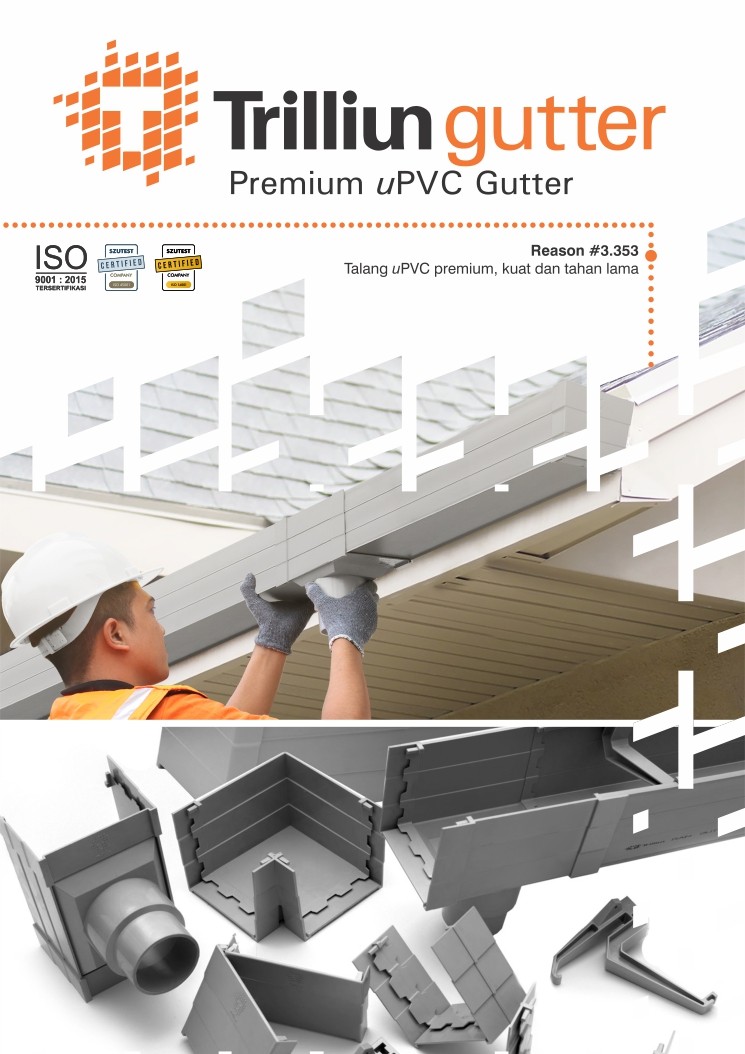 Trilliun gutter
Premium uPVC Gutter
ISO
9001 : 2015
TERSERTIFIKASI
SZUTEST
CERTIFIED
COMPANY
SZUTEST
CERTIFIED
COMPANY
Reason #3.353
Talang uPVC premium, kuat dan tahan lama